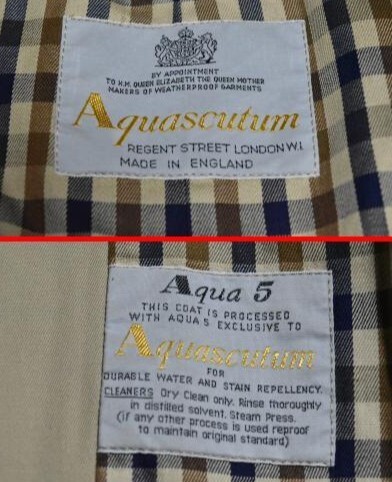 BY APPOINTMENT
TO H.M. QUEEN ELIZABETH THE QUEEN MOTHER
MAKERS OF WEATHERPROOF GARMENTS
Aquascutum
REGENT STREET LONDON W.I.
MADE IN ENGLAND
Aqua 5
THIS COAT IS PROCESSED
WITH AQUA 5 EXCLUSIVE TO
Aquascutum
FOR
DURABLE WATER AND STAIN REPELLENCY.
CLEANERS Dry Clean only. Rinse thoroughly
in distilled solvent. Steam Press.
(if any other process is used reproof
to maintain original standard)